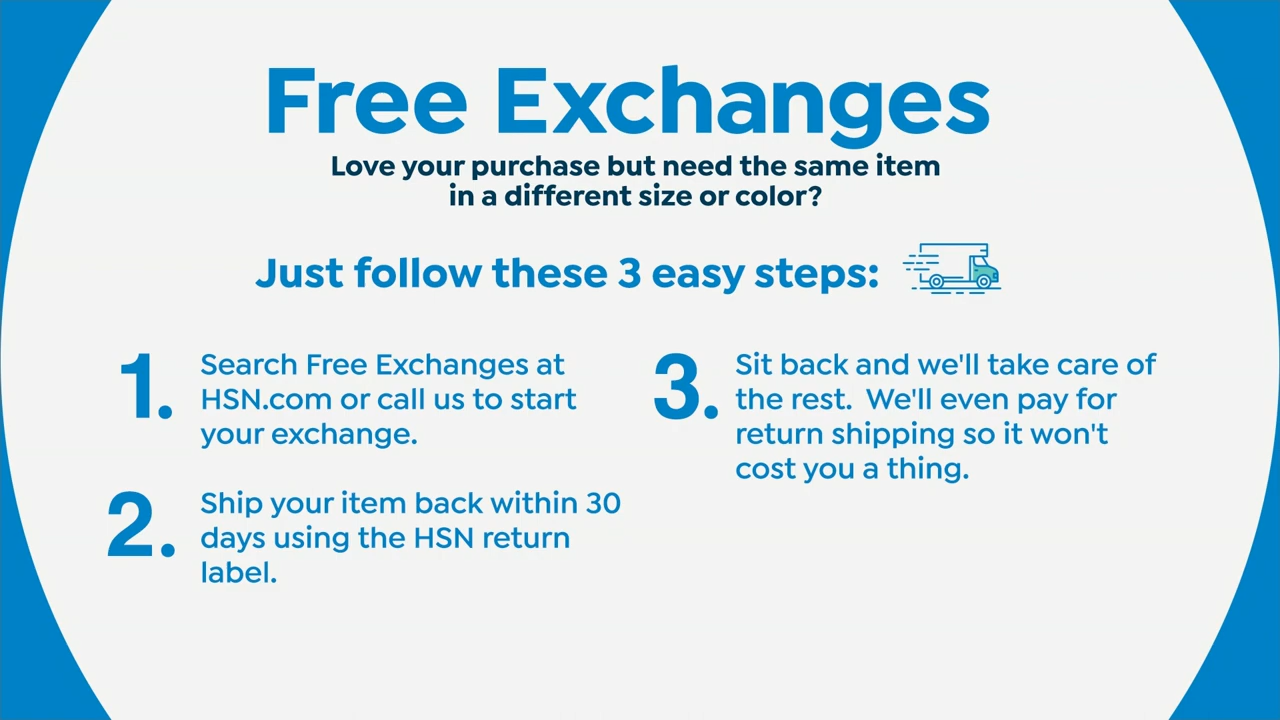 Free Exchanges
Love your purchase but need the same item
in a different size or color?
Just follow these 3 easy steps:
1. Search Free Exchanges at
HSN.com or call us to start
your exchange.
2. Ship your item back within 30
days using the HSN return
label.
3. Sit back and we'll take care of
the rest.  We'll even pay for
return shipping so it won't
cost you a thing.